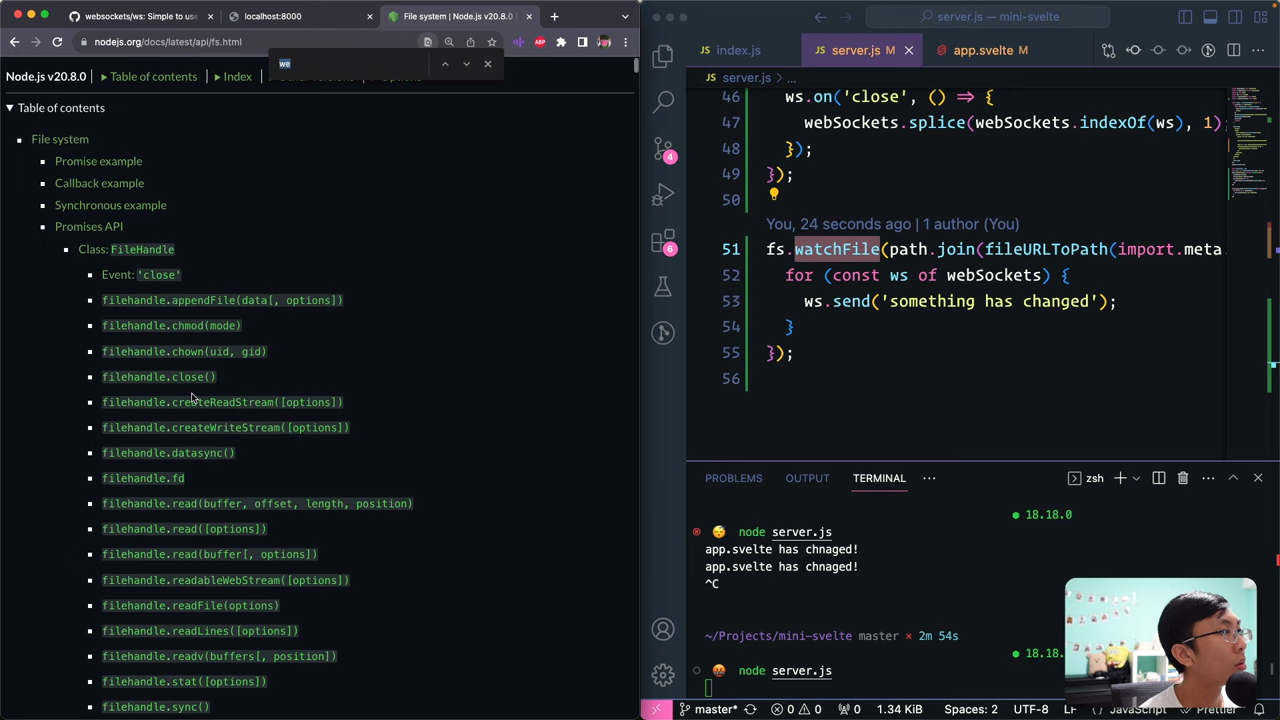 websockets/ws: Simple to use
localhost:8000
File system | Node.js v20.8.0
nodejs.org/docs/latest/api/fs.html
we
Node.js v20.8.0
▶ Table of contents
▶ Index
▼ Table of contents
File system
Promise example
Callback example
Synchronous example
Promises API
Class: FileHandle
Event: 'close'
filehandle.appendFile(data[, options])
filehandle.chmod(mode)
filehandle.chown(uid, gid)
filehandle.close()
filehandle.createReadStream([options])
filehandle.createWriteStream([options])
filehandle.datasync()
filehandle.fd
filehandle.read(buffer, offset, length, position)
filehandle.read([options])
filehandle.read(buffer[, options])
filehandle.readableWebStream([options])
filehandle.readFile(options)
filehandle.readLines([options])
filehandle.readv(buffers[, position])
filehandle.stat([options])
filehandle.sync()
mini-svelte
index.js
server.js M
app.svelte M
server.js > ...
46 ws.on('close', () => {
47 webSockets.splice(webSockets.indexOf(ws), 1)
48 });
49 });
50
You, 24 seconds ago | 1 author (You)
51 fs.watchFile(path.join(fileURLToPath(import.meta.
52 for (const ws of webSockets) {
53 ws.send('something has changed');
54 }
55 });
56
4
6
PROBLEMS OUTPUT TERMINAL ··· zsh
18.18.0
node server.js
app.svelte has chnaged!
app.svelte has chnaged!
^C
~/Projects/mini-svelte master × 2m 54s
18.18.
node server.js
master* 0 0 0 1.34 KiB Spaces: 2 UTF-8 LF JavaScript Prettier